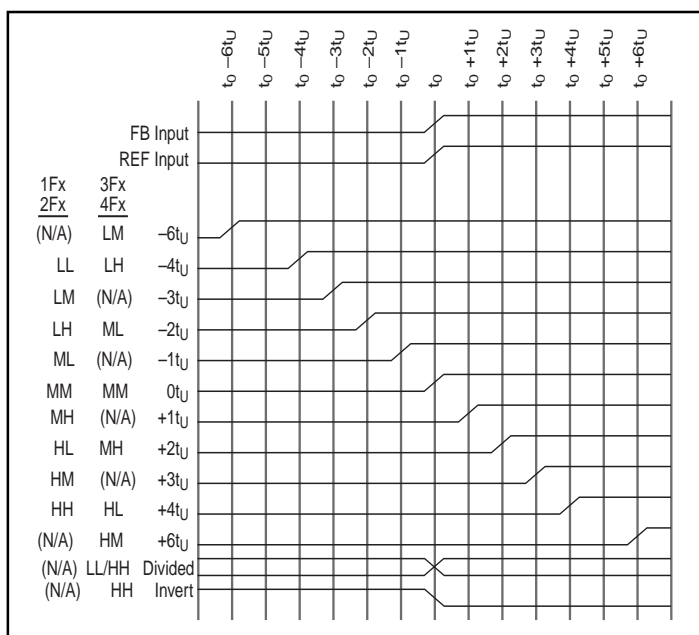 t₀ –6tU t₀ –5tU t₀ –4tU t₀ –3tU t₀ –2tU t₀ –1tU t₀ t₀ +1tU t₀ +2tU t₀ +3tU t₀ +4tU t₀ +5tU t₀ +6tU
FB Input
REF Input
1Fx 3Fx
2Fx 4Fx
(N/A) LM –6tU
LL LH –4tU
LM (N/A) –3tU
LH ML –2tU
ML (N/A) –1tU
MM MM 0tU
MH (N/A) +1tU
HL MH +2tU
HM (N/A) +3tU
HH HL +4tU
(N/A) HM +6tU
(N/A) LL/HH Divided
(N/A) HH Invert